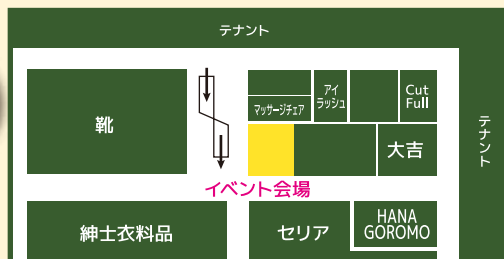 テナント
アイ
ラッシュ
Cut
Full
マッサージチェア
靴
大吉
テナント
イベント会場
紳士衣料品
セリア
HANA
GOROMO